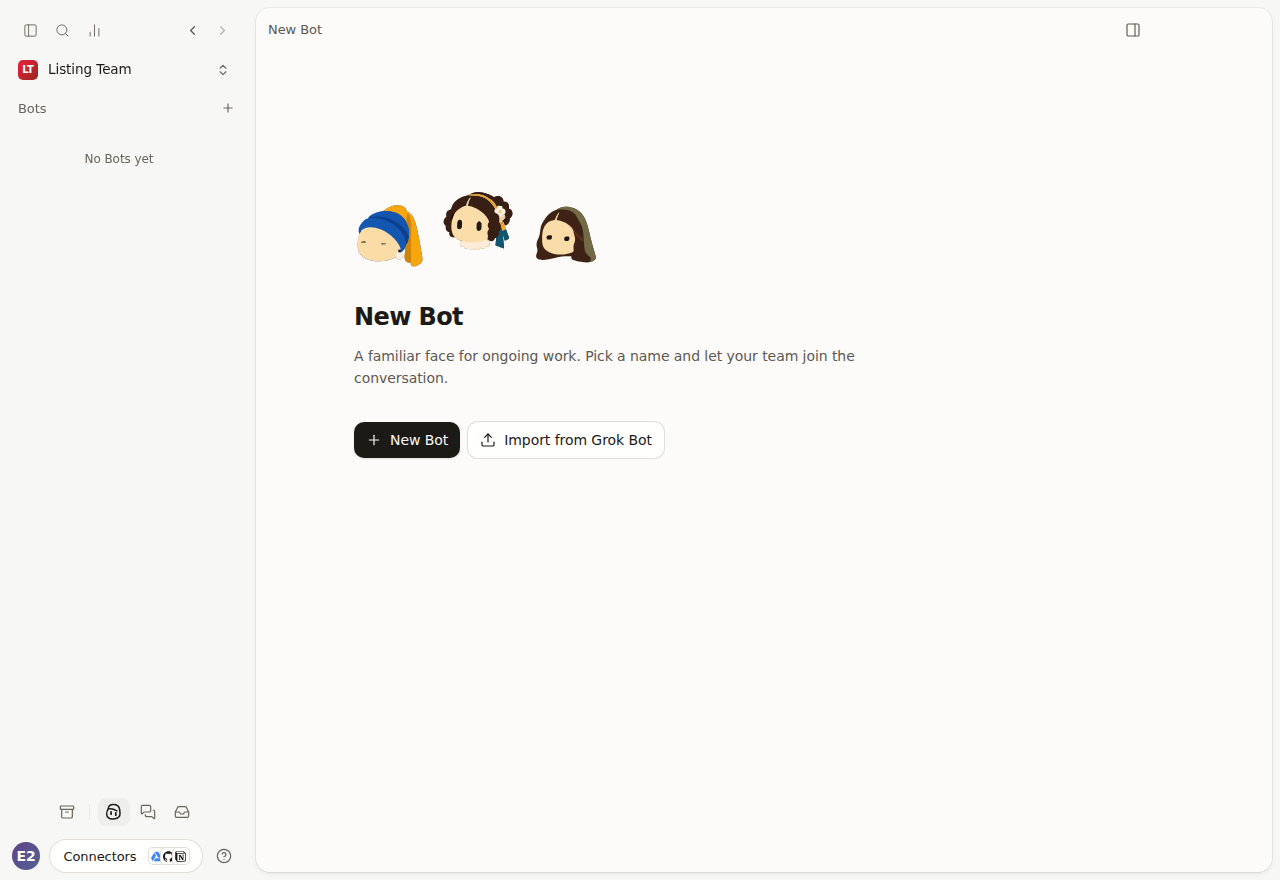 New Bot
LT Listing Team
Bots
No Bots yet
New Bot
A familiar face for ongoing work. Pick a name and let your team join the
conversation.
New Bot
Import from Grok Bot
E2
Connectors